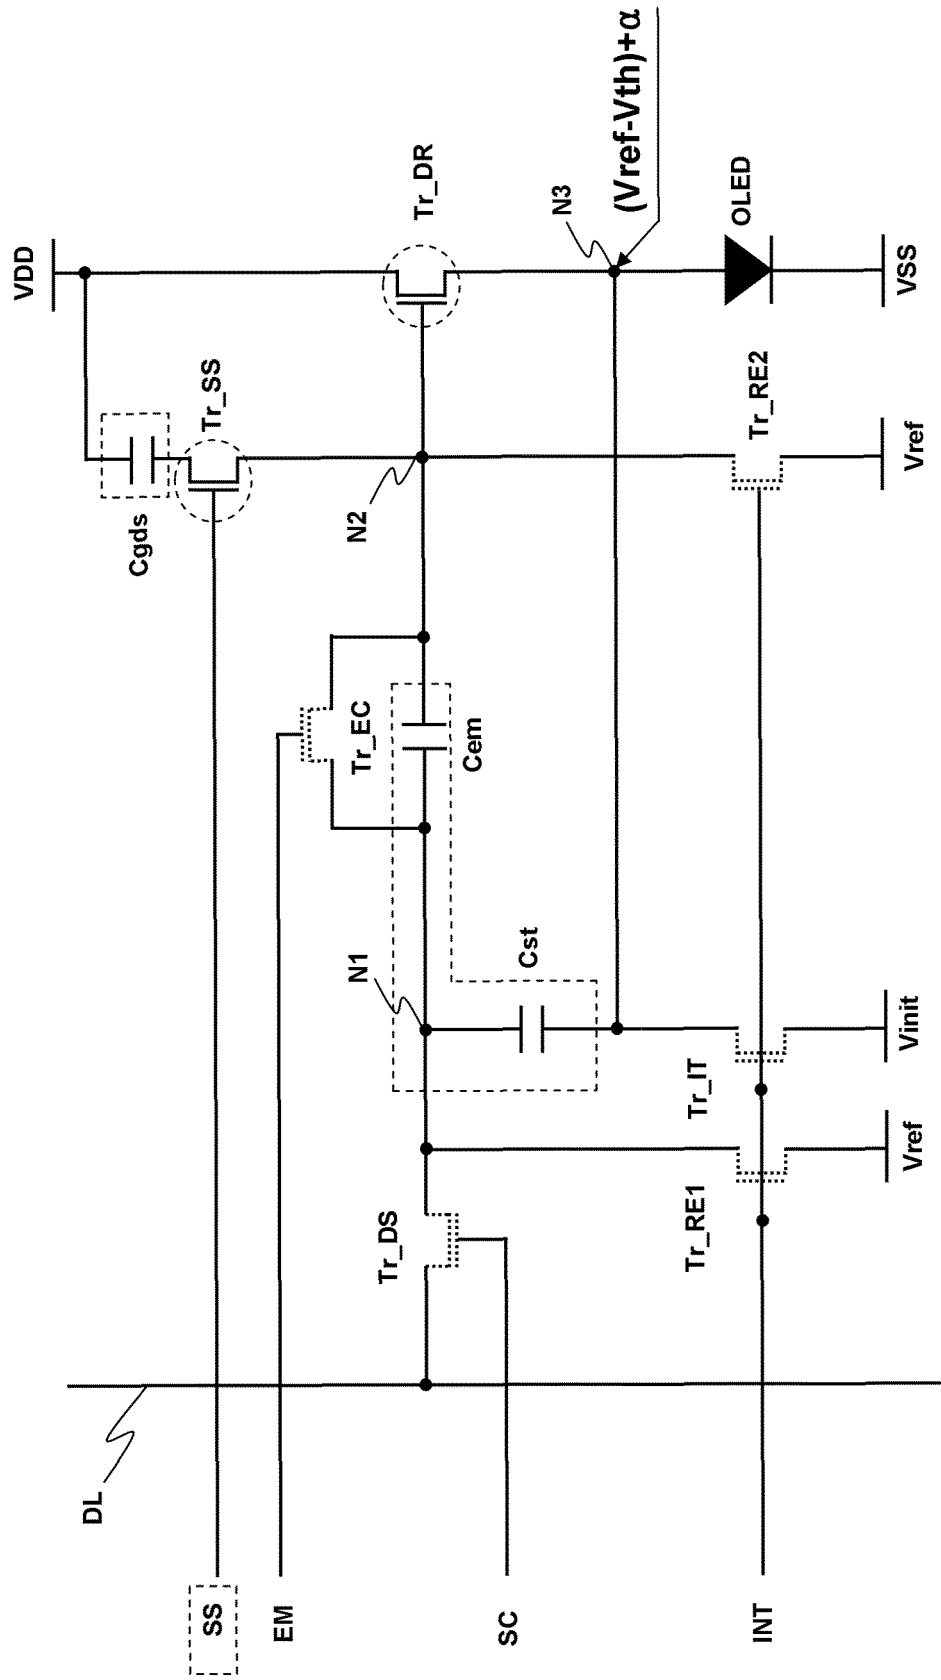 VDD
Cgds
Tr_SS
Tr_DR
N2
N3
(Vref-Vth)+α
Tr_EC
Cem
N1
Cst
OLED
VSS
Tr_RE2
Vref
Tr_DS
Tr_IT
Vinit
Tr_RE1
Vref
DL
SS
EM
SC
INT